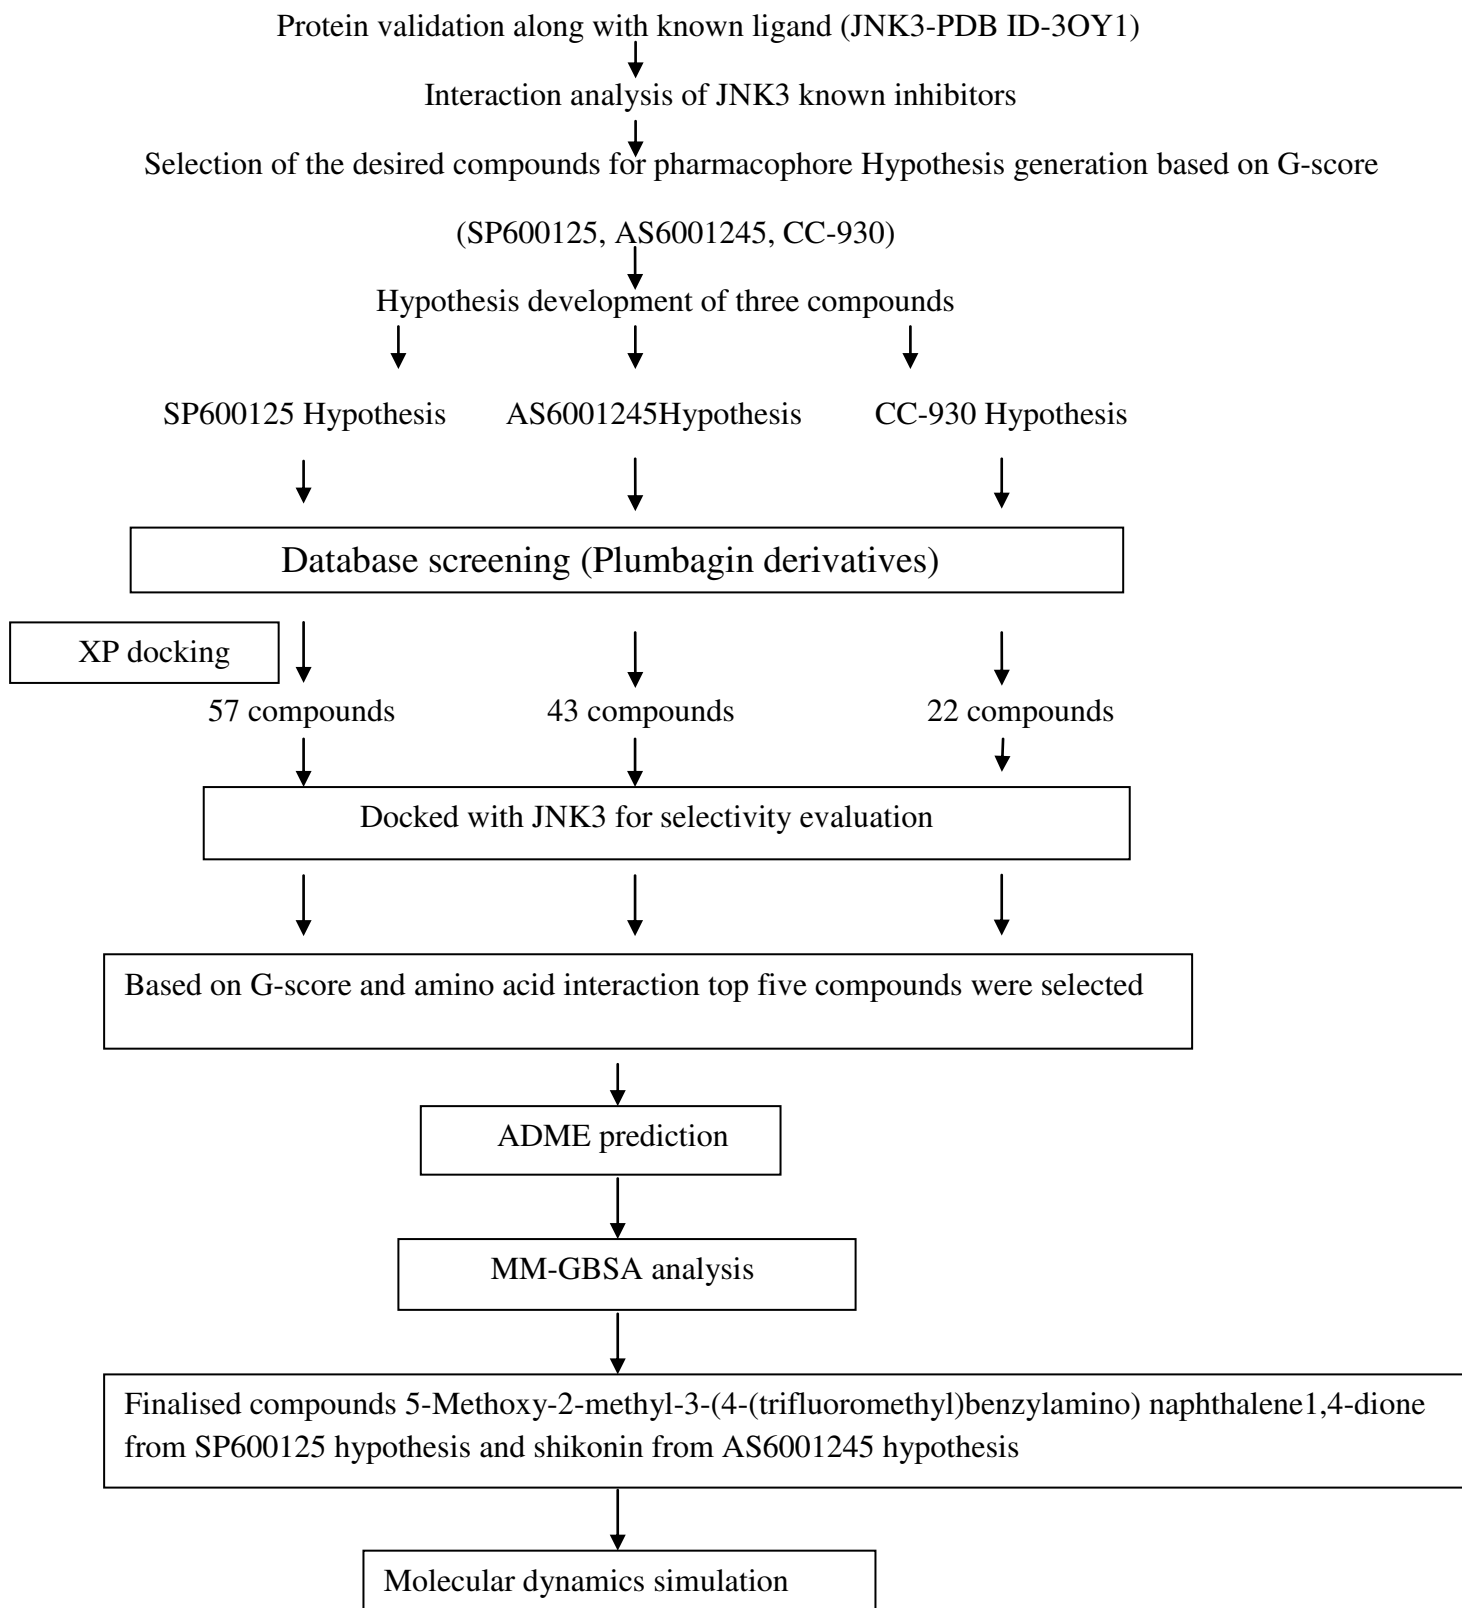 Protein validation along with known ligand (JNK3-PDB ID-3OY1)
Interaction analysis of JNK3 known inhibitors
Selection of the desired compounds for pharmacophore Hypothesis generation based on G-score
(SP600125, AS6001245, CC-930)
Hypothesis development of three compounds
SP600125 Hypothesis AS6001245Hypothesis CC-930 Hypothesis
Database screening (Plumbagin derivatives)
XP docking
57 compounds 43 compounds 22 compounds
Docked with JNK3 for selectivity evaluation
Based on G-score and amino acid interaction top five compounds were selected
ADME prediction
MM-GBSA analysis
Finalised compounds 5-Methoxy-2-methyl-3-(4-(trifluoromethyl)benzylamino) naphthalene1,4-dione
from SP600125 hypothesis and shikonin from AS6001245 hypothesis
Molecular dynamics simulation